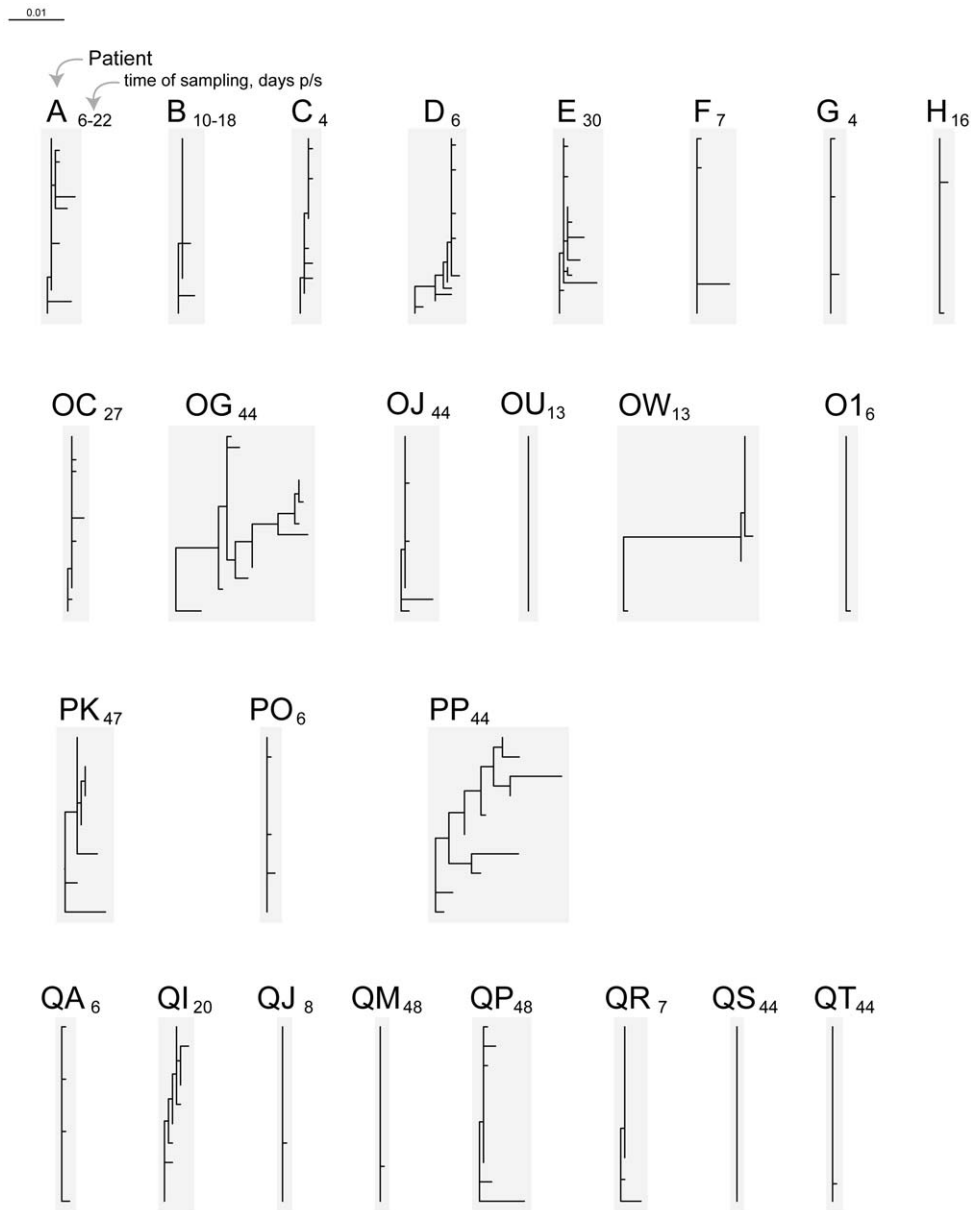 0.01
Patient
time of sampling, days p/s
A 6-22 B 10-18 C 4 D 6 E 30 F 7 G 4 H 16
OC 27 OG 44 OJ 44 OU 13 OW 13 O1 6
PK 47 PO 6 PP 44
QA 6 QI 20 QJ 8 QM 48 QP 48 QR 7 QS 44 QT 44